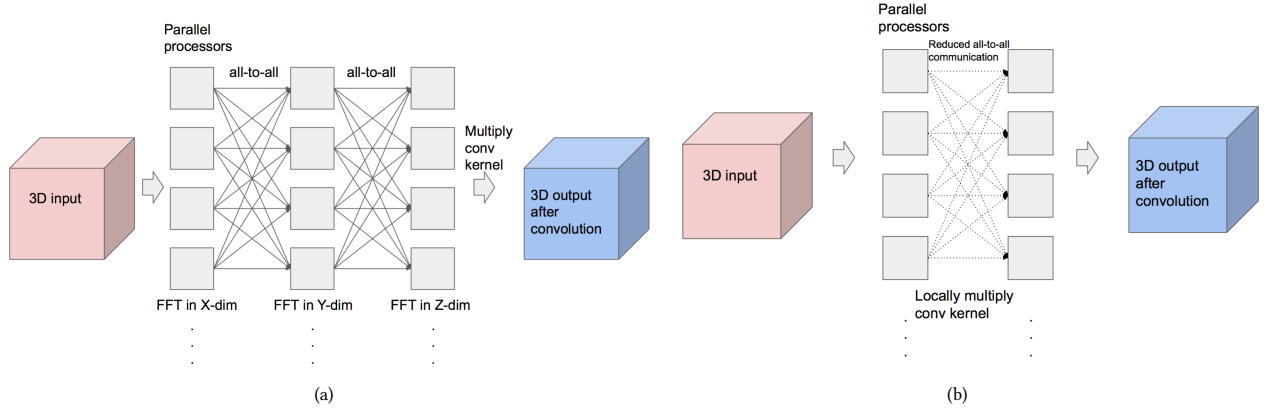 Parallel
processors
all-to-all
all-to-all
3D input
Multiply
conv
kernel
3D output
after
convolution
FFT in X-dim
FFT in Y-dim
FFT in Z-dim
(a)
Parallel
processors
Reduced all-to-all
communication
3D input
3D output
after
convolution
Locally multiply
conv kernel
(b)